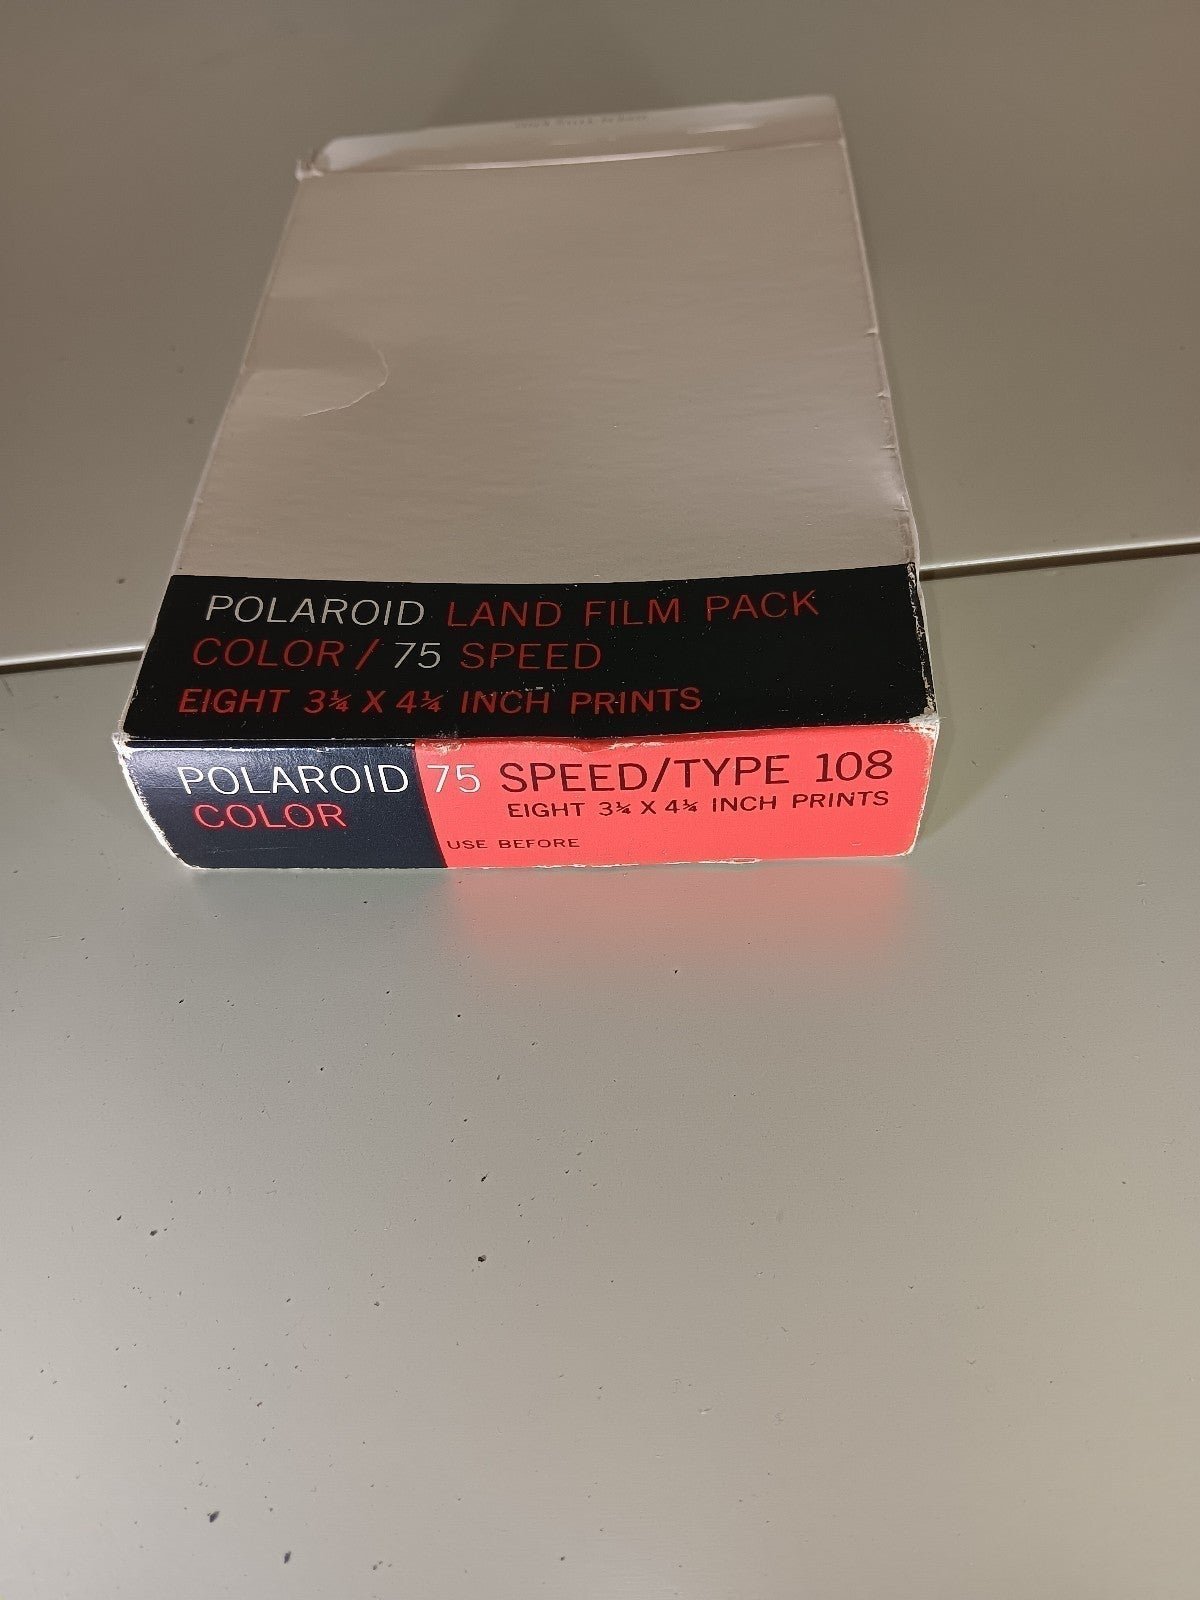 POLAROID LAND FILM PACK
COLOR / 75 SPEED
EIGHT 3¼ X 4¼ INCH PRINTS
POLAROID 75 SPEED/TYPE 108
COLOR
EIGHT 3¼ X 4¼ INCH PRINTS
USE BEFORE